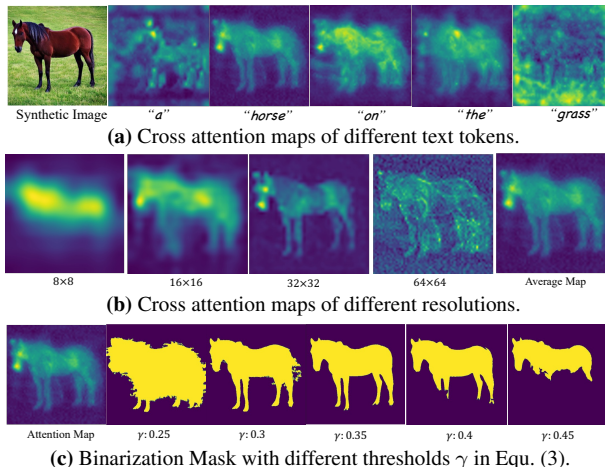 Synthetic Image "a" "horse" "on" "the" "grass"
(a) Cross attention maps of different text tokens.
8×8 16×16 32×32 64×64 Average Map
(b) Cross attention maps of different resolutions.
Attention Map γ: 0.25 γ: 0.3 γ: 0.35 γ: 0.4 γ: 0.45
(c) Binarization Mask with different thresholds γ in Equ. (3).